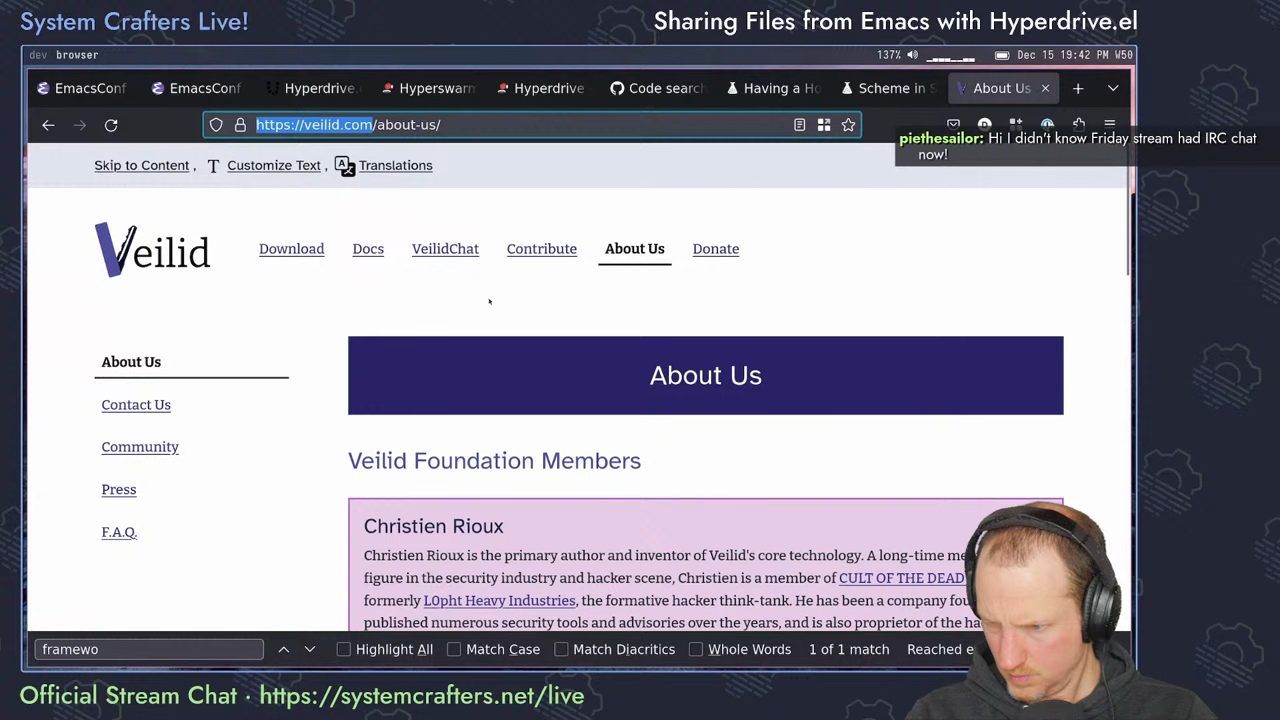 System Crafters Live!
Sharing Files from Emacs with Hyperdrive.el
dev browser
137%
Dec 15 19:42 PM W50
EmacsConf
EmacsConf
Hyperdrive.
Hyperswarm
Hyperdrive
Code search
Having a Ho
Scheme in S
About Us
https://veilid.com/about-us/
piethesailor: Hi I didn't know Friday stream had IRC chat
now!
Skip to Content , Customize Text , Translations
Veilid
Download
Docs
VeilidChat
Contribute
About Us
Donate
About Us
Contact Us
Community
Press
F.A.Q.
About Us
Veilid Foundation Members
Christien Rioux
Christien Rioux is the primary author and inventor of Veilid's core technology. A long-time me
figure in the security industry and hacker scene, Christien is a member of CULT OF THE DEAD
formerly L0pht Heavy Industries, the formative hacker think-tank. He has been a company fou
published numerous security tools and advisories over the years, and is also proprietor of the ha
framewo
Highlight All
Match Case
Match Diacritics
Whole Words
1 of 1 match
Reached e
Official Stream Chat · https://systemcrafters.net/live